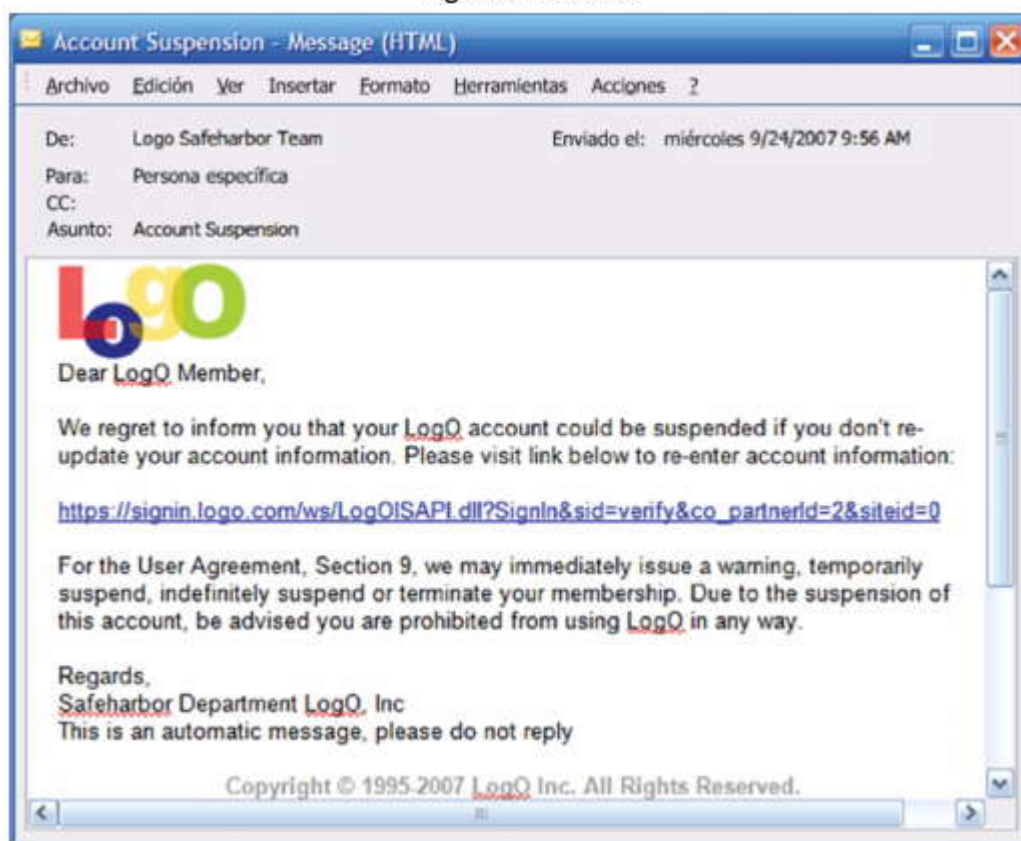 Account Suspension - Message (HTML)
Archivo Edición Ver Insertar Formato Herramientas Acciones ?
De: Logo Safeharbor Team Enviado el: miércoles 9/24/2007 9:56 AM
Para: Persona específica
CC:
Asunto: Account Suspension
LogO
Dear LogO Member,
We regret to inform you that your LogO account could be suspended if you don't re-
update your account information. Please visit link below to re-enter account information:
https://signin.logo.com/ws/LogOISAPI.dll?SignIn&sid=verify&co_partnerId=2&siteid=0
For the User Agreement, Section 9, we may immediately issue a warning, temporarily
suspend, indefinitely suspend or terminate your membership. Due to the suspension of
this account, be advised you are prohibited from using LogO in any way.
Regards,
Safeharbor Department LogO, Inc
This is an automatic message, please do not reply
Copyright © 1995-2007 LogO Inc. All Rights Reserved.